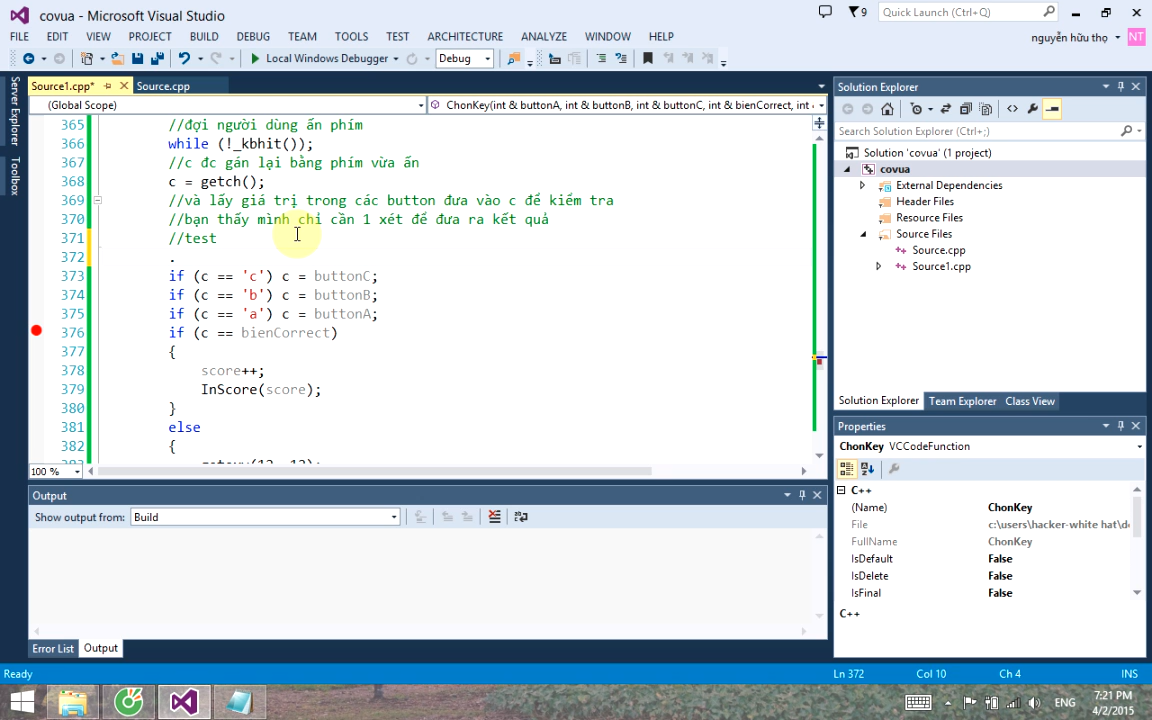 covua - Microsoft Visual Studio
9
Quick Launch (Ctrl+Q)
FILE EDIT VIEW PROJECT BUILD DEBUG TEAM TOOLS TEST ARCHITECTURE ANALYZE WINDOW HELP
nguyễn hữu thọ NT
Local Windows Debugger Debug
Server Explorer
Toolbox
Source1.cpp* Source.cpp
(Global Scope) ChonKey(int & buttonA, int & buttonB, int & buttonC, int & bienCorrect, int
365 //đợi người dùng ấn phím
366 while (!_kbhit());
367 //c đc gán lại bằng phím vừa ấn
368 c = getch();
369 //và lấy giá trị trong các button đưa vào c để kiểm tra
370 //bạn thấy mình chỉ cần 1 xét để đưa ra kết quả
371 //test
372 .
373 if (c == 'c') c = buttonC;
374 if (c == 'b') c = buttonB;
375 if (c == 'a') c = buttonA;
376 if (c == bienCorrect)
377 {
378 score++;
379 InScore(score);
380 }
381 else
382 {
100 %
Output
Show output from: Build
Error List Output
Solution Explorer
Search Solution Explorer (Ctrl+;)
Solution 'covua' (1 project)
covua
External Dependencies
Header Files
Resource Files
Source Files
Source.cpp
Source1.cpp
Solution Explorer Team Explorer Class View
Properties
ChonKey VCCodeFunction
C++
(Name) ChonKey
File c:\users\hacker-white hat\d
FullName ChonKey
IsDefault False
IsDelete False
IsFinal False
C++
Ready Ln 372 Col 10 Ch 4 INS
ENG
7:21 PM
4/2/2015